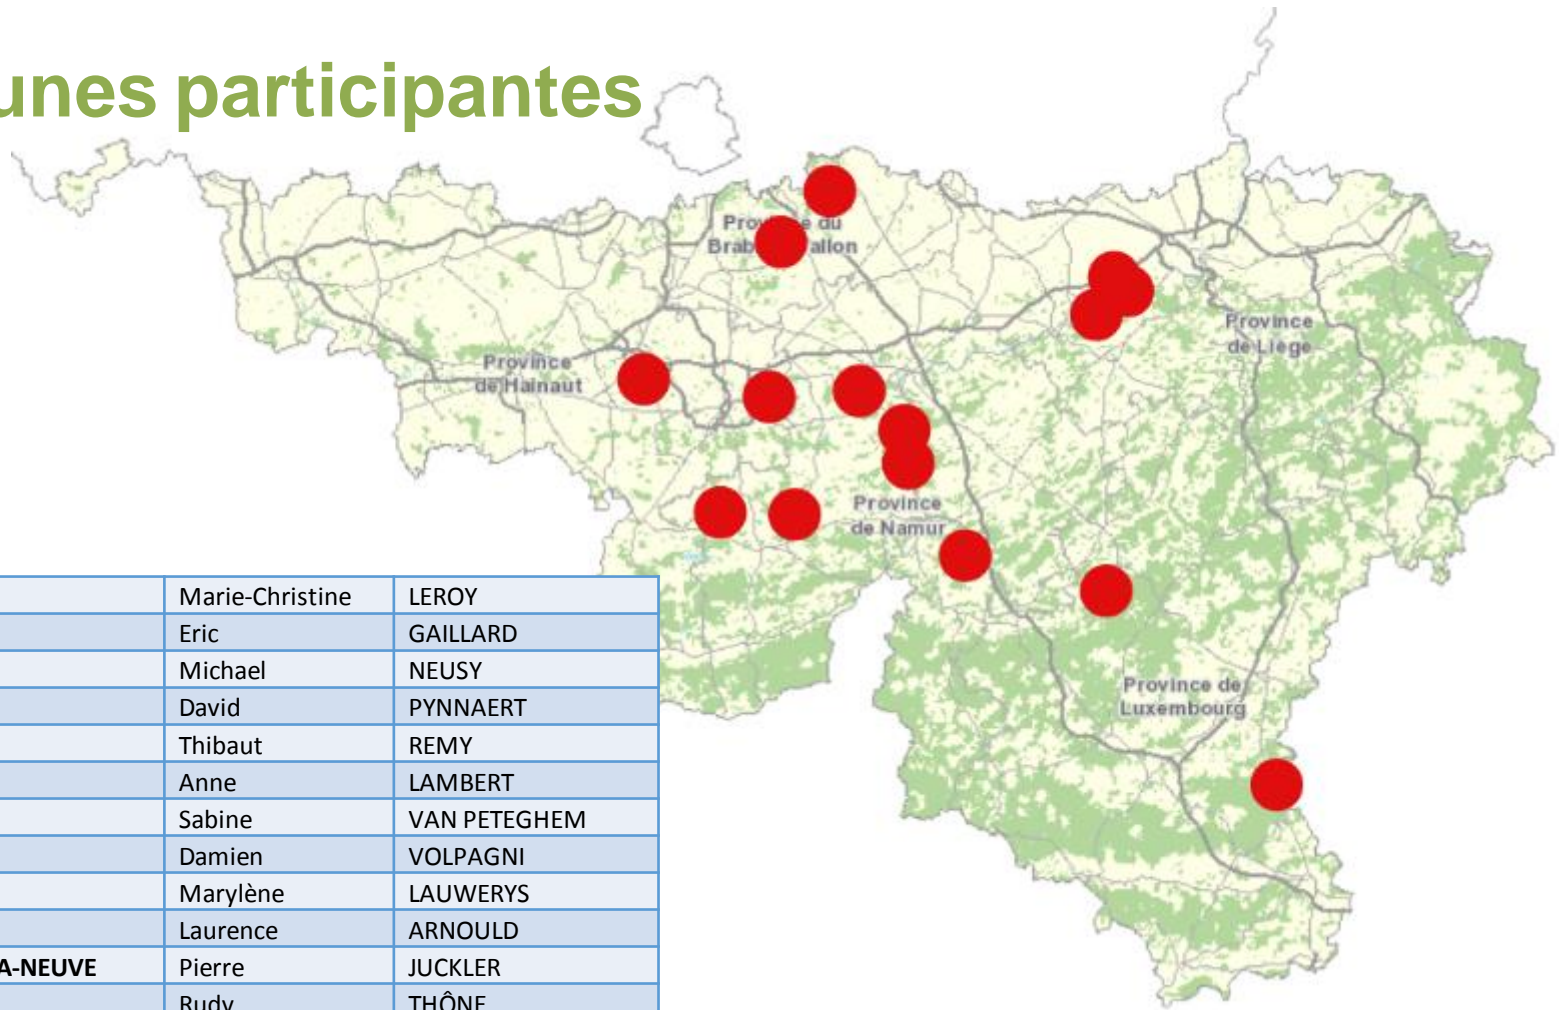 unes participantes
Province
de Hainaut
Province
de Liège
Province
de Namur
Province de
Luxembourg
Marie-Christine LEROY
Eric GAILLARD
Michael NEUSY
David PYNNAERT
Thibaut REMY
Anne LAMBERT
Sabine VAN PETEGHEM
Damien VOLPAGNI
Marylène LAUWERYS
Laurence ARNOULD
A-NEUVE Pierre JUCKLER
Rudy THÔNE